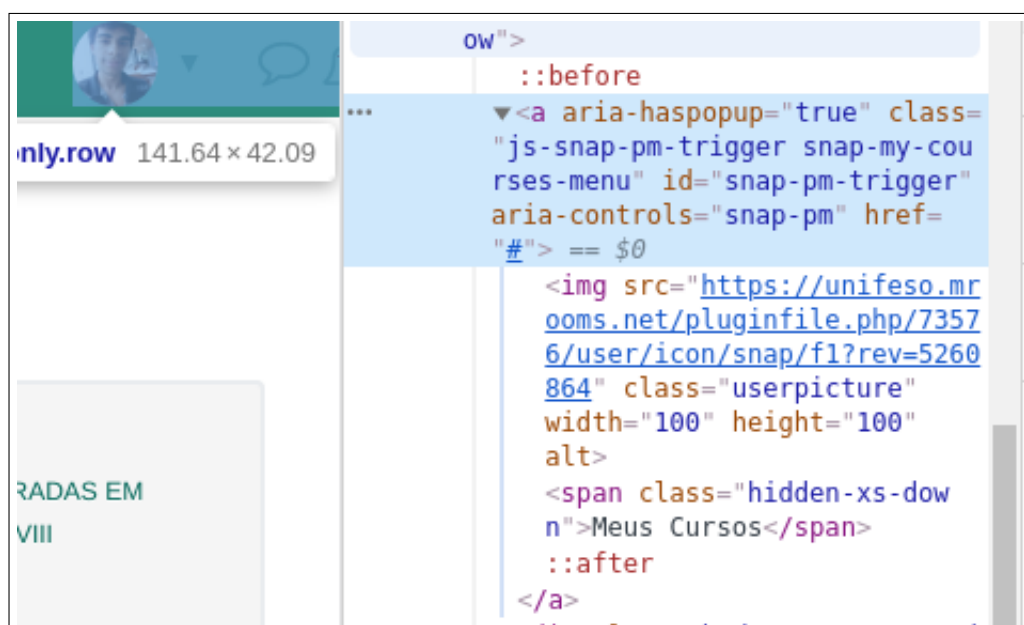 ow">
::before
••• ▼<a aria-haspopup="true" class=
"js-snap-pm-trigger snap-my-cou
rses-menu" id="snap-pm-trigger"
aria-controls="snap-pm" href=
"#"> == $0
<img src="https://unifeso.mr
ooms.net/pluginfile.php/7357
6/user/icon/snap/f1?rev=5260
864" class="userpicture"
width="100" height="100"
alt>
<span class="hidden-xs-dow
n">Meus Cursos</span>
::after
</a>
only.row 141.64 × 42.09
RADAS EM
VIII